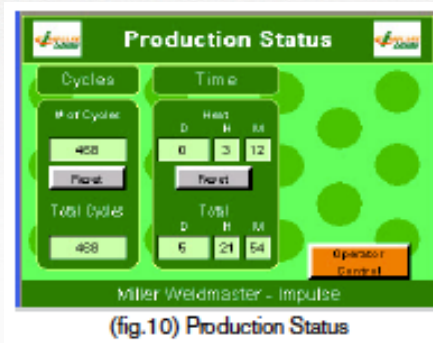 Production Status
Cycles
Time
# of Cycles
468
Reset
Total Cycles
468
Heat
D H M
0 3 12
Reset
Total
D H M
5 21 54
Operator
Control
Miller Weldmaster - Impulse
(fig.10) Production Status